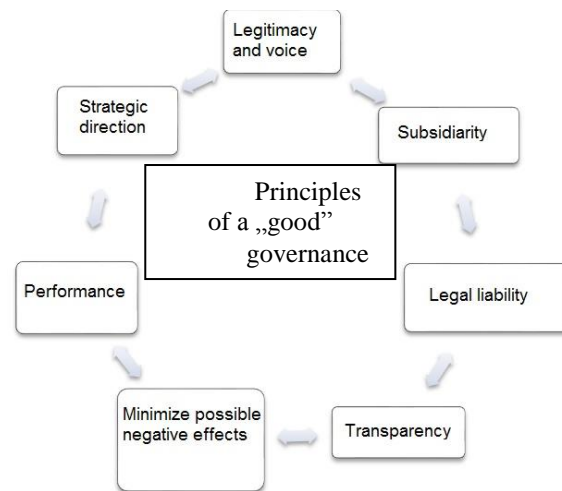 Legitimacy
and voice
Strategic
direction
Subsidiarity
Principles
of a „good”
governance
Performance
Legal liability
Minimize possible
negative effects
Transparency